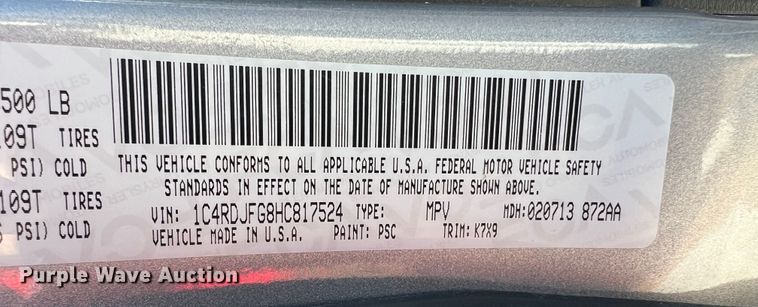 500 LB
109T TIRES
PSI) COLD
109T TIRES
PSI) COLD
THIS VEHICLE CONFORMS TO ALL APPLICABLE U.S.A. FEDERAL MOTOR VEHICLE SAFETY
STANDARDS IN EFFECT ON THE DATE OF MANUFACTURE SHOWN ABOVE.
VIN: 1C4RDJFG8HC817524 TYPE: MPV MDH:020713 872AA
VEHICLE MADE IN U.S.A. PAINT: PSC TRIM: K7X9
Purple Wave Auction